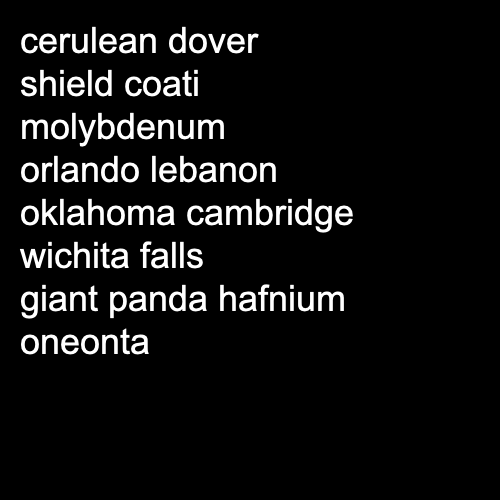 cerulean dover
shield coati
molybdenum
orlando lebanon
oklahoma cambridge
wichita falls
giant panda hafnium
oneonta